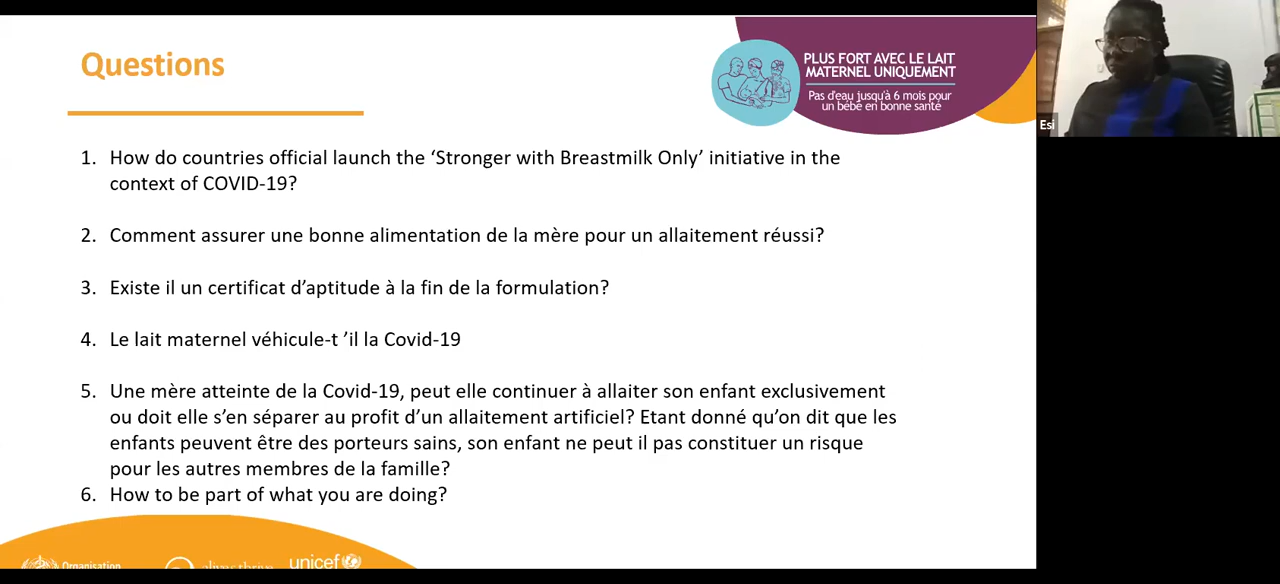 Questions
PLUS FORT AVEC LE LAIT
MATERNEL UNIQUEMENT
Pas d'eau jusqu'à 6 mois pour
un bébé en bonne santé
Esi
1. How do countries official launch the ‘Stronger with Breastmilk Only’ initiative in the
context of COVID-19?
2. Comment assurer une bonne alimentation de la mère pour un allaitement réussi?
3. Existe il un certificat d’aptitude à la fin de la formulation?
4. Le lait maternel véhicule-t ’il la Covid-19
5. Une mère atteinte de la Covid-19, peut elle continuer à allaiter son enfant exclusivement
ou doit elle s’en séparer au profit d’un allaitement artificiel? Etant donné qu’on dit que les
enfants peuvent être des porteurs sains, son enfant ne peut il pas constituer un risque
pour les autres membres de la famille?
6. How to be part of what you are doing?
Organisation
unicef